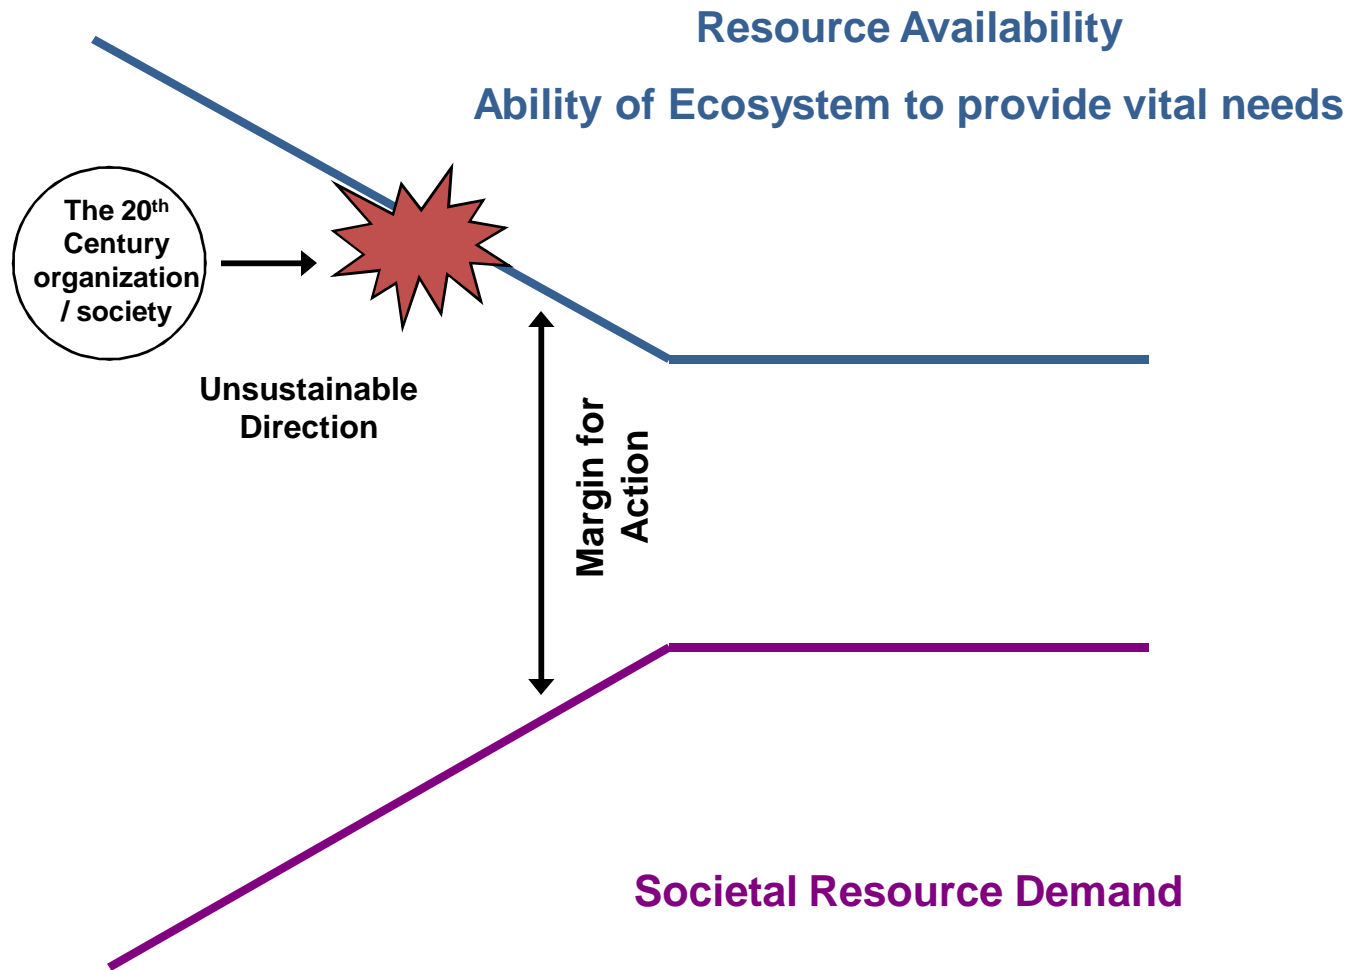 Resource Availability
Ability of Ecosystem to provide vital needs
The 20th
Century
organization
/ society
Unsustainable
Direction
Margin for
Action
Societal Resource Demand